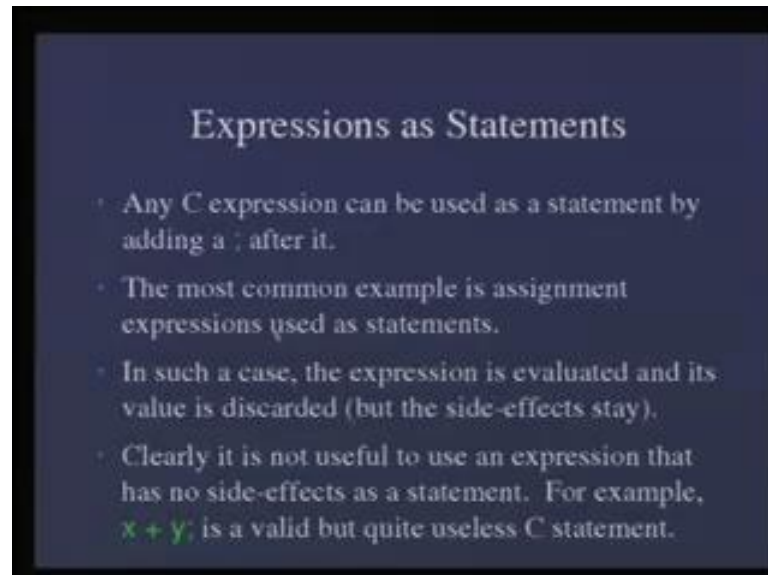 Expressions as Statements
Any C expression can be used as a statement by
adding a ; after it.
The most common example is assignment
expressions used as statements.
In such a case, the expression is evaluated and its
value is discarded (but the side-effects stay).
Clearly it is not useful to use an expression that
has no side-effects as a statement. For example,
x + y; is a valid but quite useless C statement.